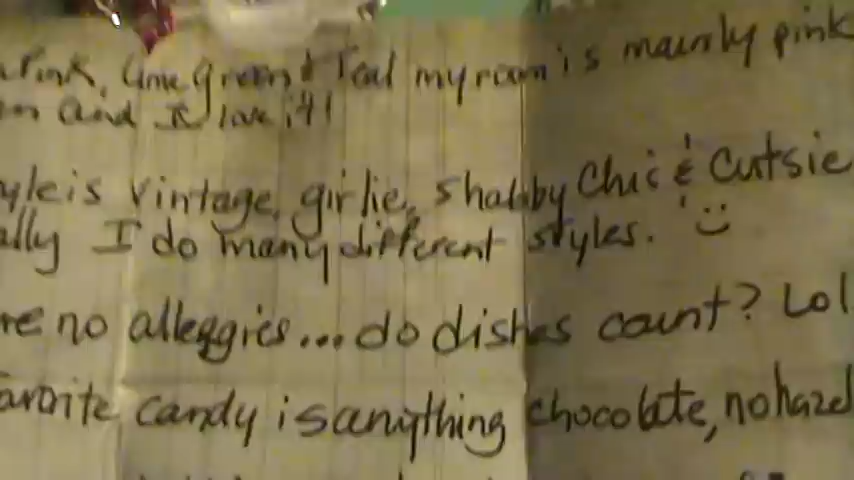 Pink, lime green & Teal my room is mainly pink
and I love it!!
yle is vintage, girlie, shabby Chic & Cutsie
ally I do many different styles. :)
re no alleggies... do dishes count? Lol
avorite candy is anything chocolate, no hazel